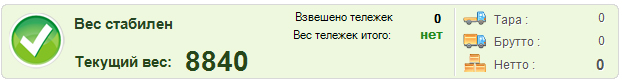 Вес стабилен
Текущий вес: 8840
Взвешено тележек 0
Вес тележек итого: нет
Тара : 0
Брутто : 0
Нетто : 0